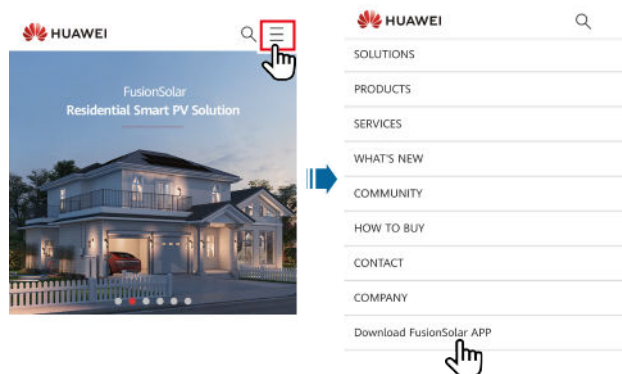 HUAWEI
FusionSolar
Residential Smart PV Solution
HUAWEI
SOLUTIONS
PRODUCTS
SERVICES
WHAT'S NEW
COMMUNITY
HOW TO BUY
CONTACT
COMPANY
Download FusionSolar APP